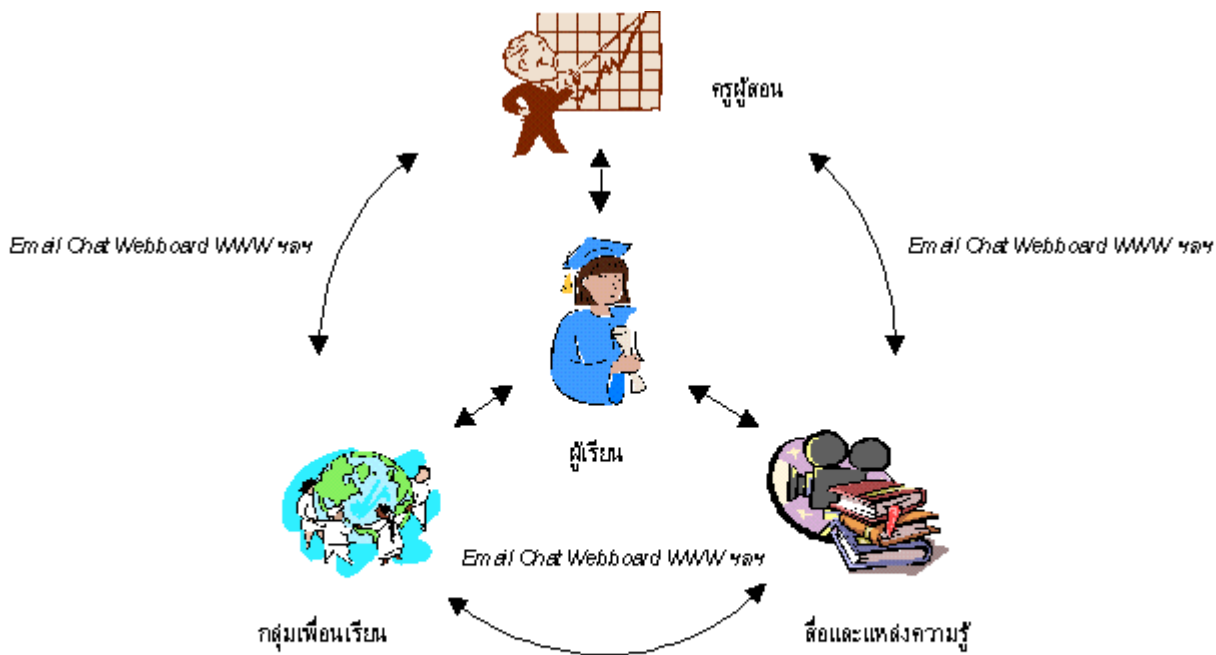 ครูผู้สอน
Email Chat Webboard WWW ฯลฯ
Email Chat Webboard WWW ฯลฯ
ผู้เรียน
Email Chat Webboard WWW ฯลฯ
กลุ่มเพื่อนเรียน
สื่อและแหล่งความรู้